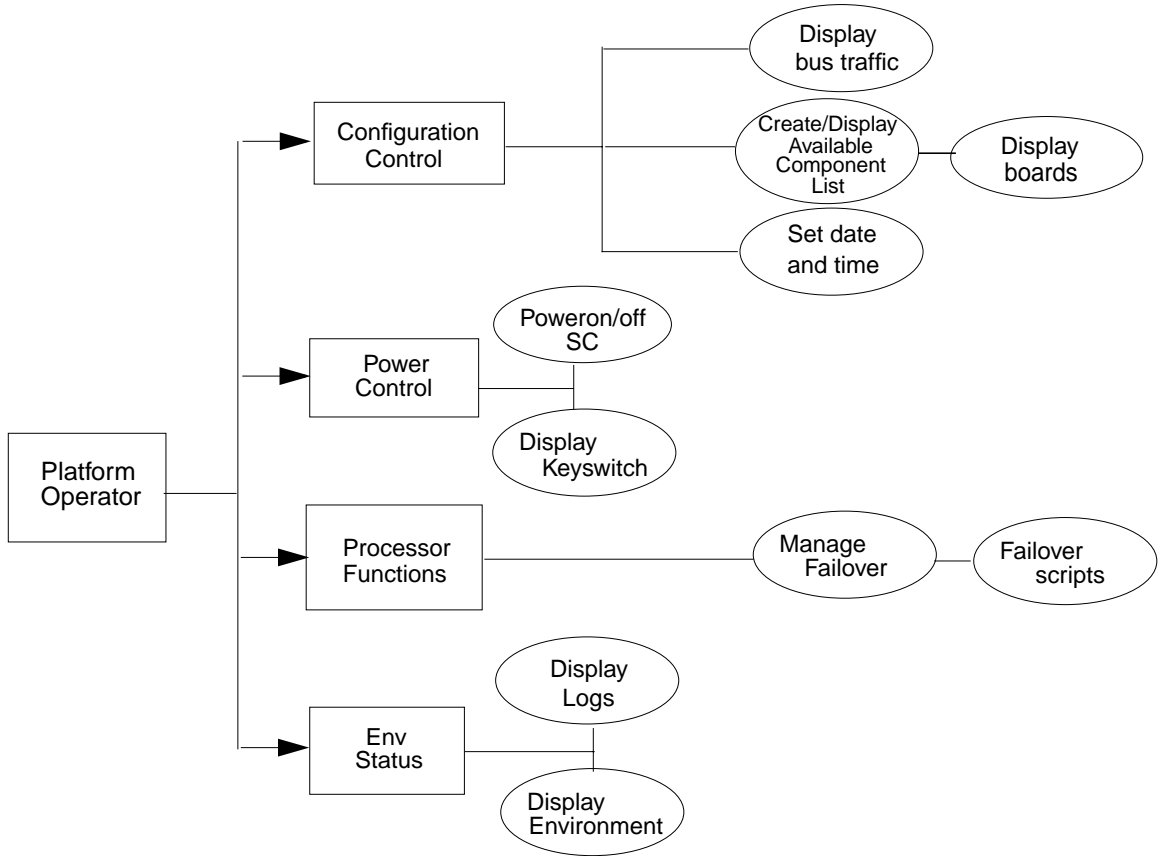 Display
bus traffic
Configuration
Control
Create/Display
Available
Component
List
Display
boards
Set date
and time
Poweron/off
SC
Power
Control
Display
Keyswitch
Platform
Operator
Processor
Functions
Manage
Failover
Failover
scripts
Display
Logs
Env
Status
Display
Environment